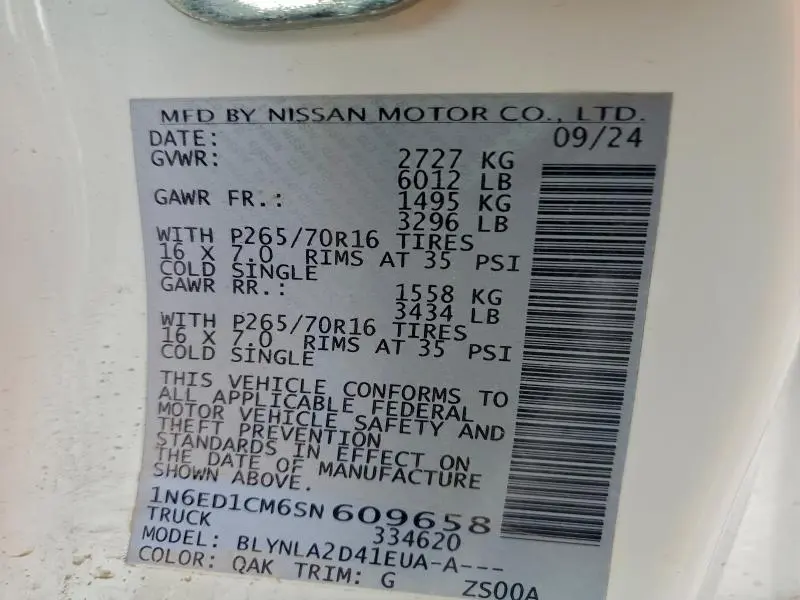 MFD BY NISSAN MOTOR CO., LTD.
DATE: 09/24
GVWR: 2727 KG
6012 LB
GAWR FR.: 1495 KG
3296 LB
WITH P265/70R16 TIRES
16 X 7.0 RIMS AT 35 PSI
COLD SINGLE
GAWR RR.: 1558 KG
3434 LB
WITH P265/70R16 TIRES
16 X 7.0 RIMS AT 35 PSI
COLD SINGLE
THIS VEHICLE CONFORMS TO
ALL APPLICABLE FEDERAL
MOTOR VEHICLE SAFETY AND
THEFT PREVENTION
STANDARDS IN EFFECT ON
THE DATE OF MANUFACTURE
SHOWN ABOVE.
1N6ED1CM6SN609658
TRUCK 334620
MODEL: BLYNLA2D41EUA-A---
COLOR: QAK TRIM: G ZS00A